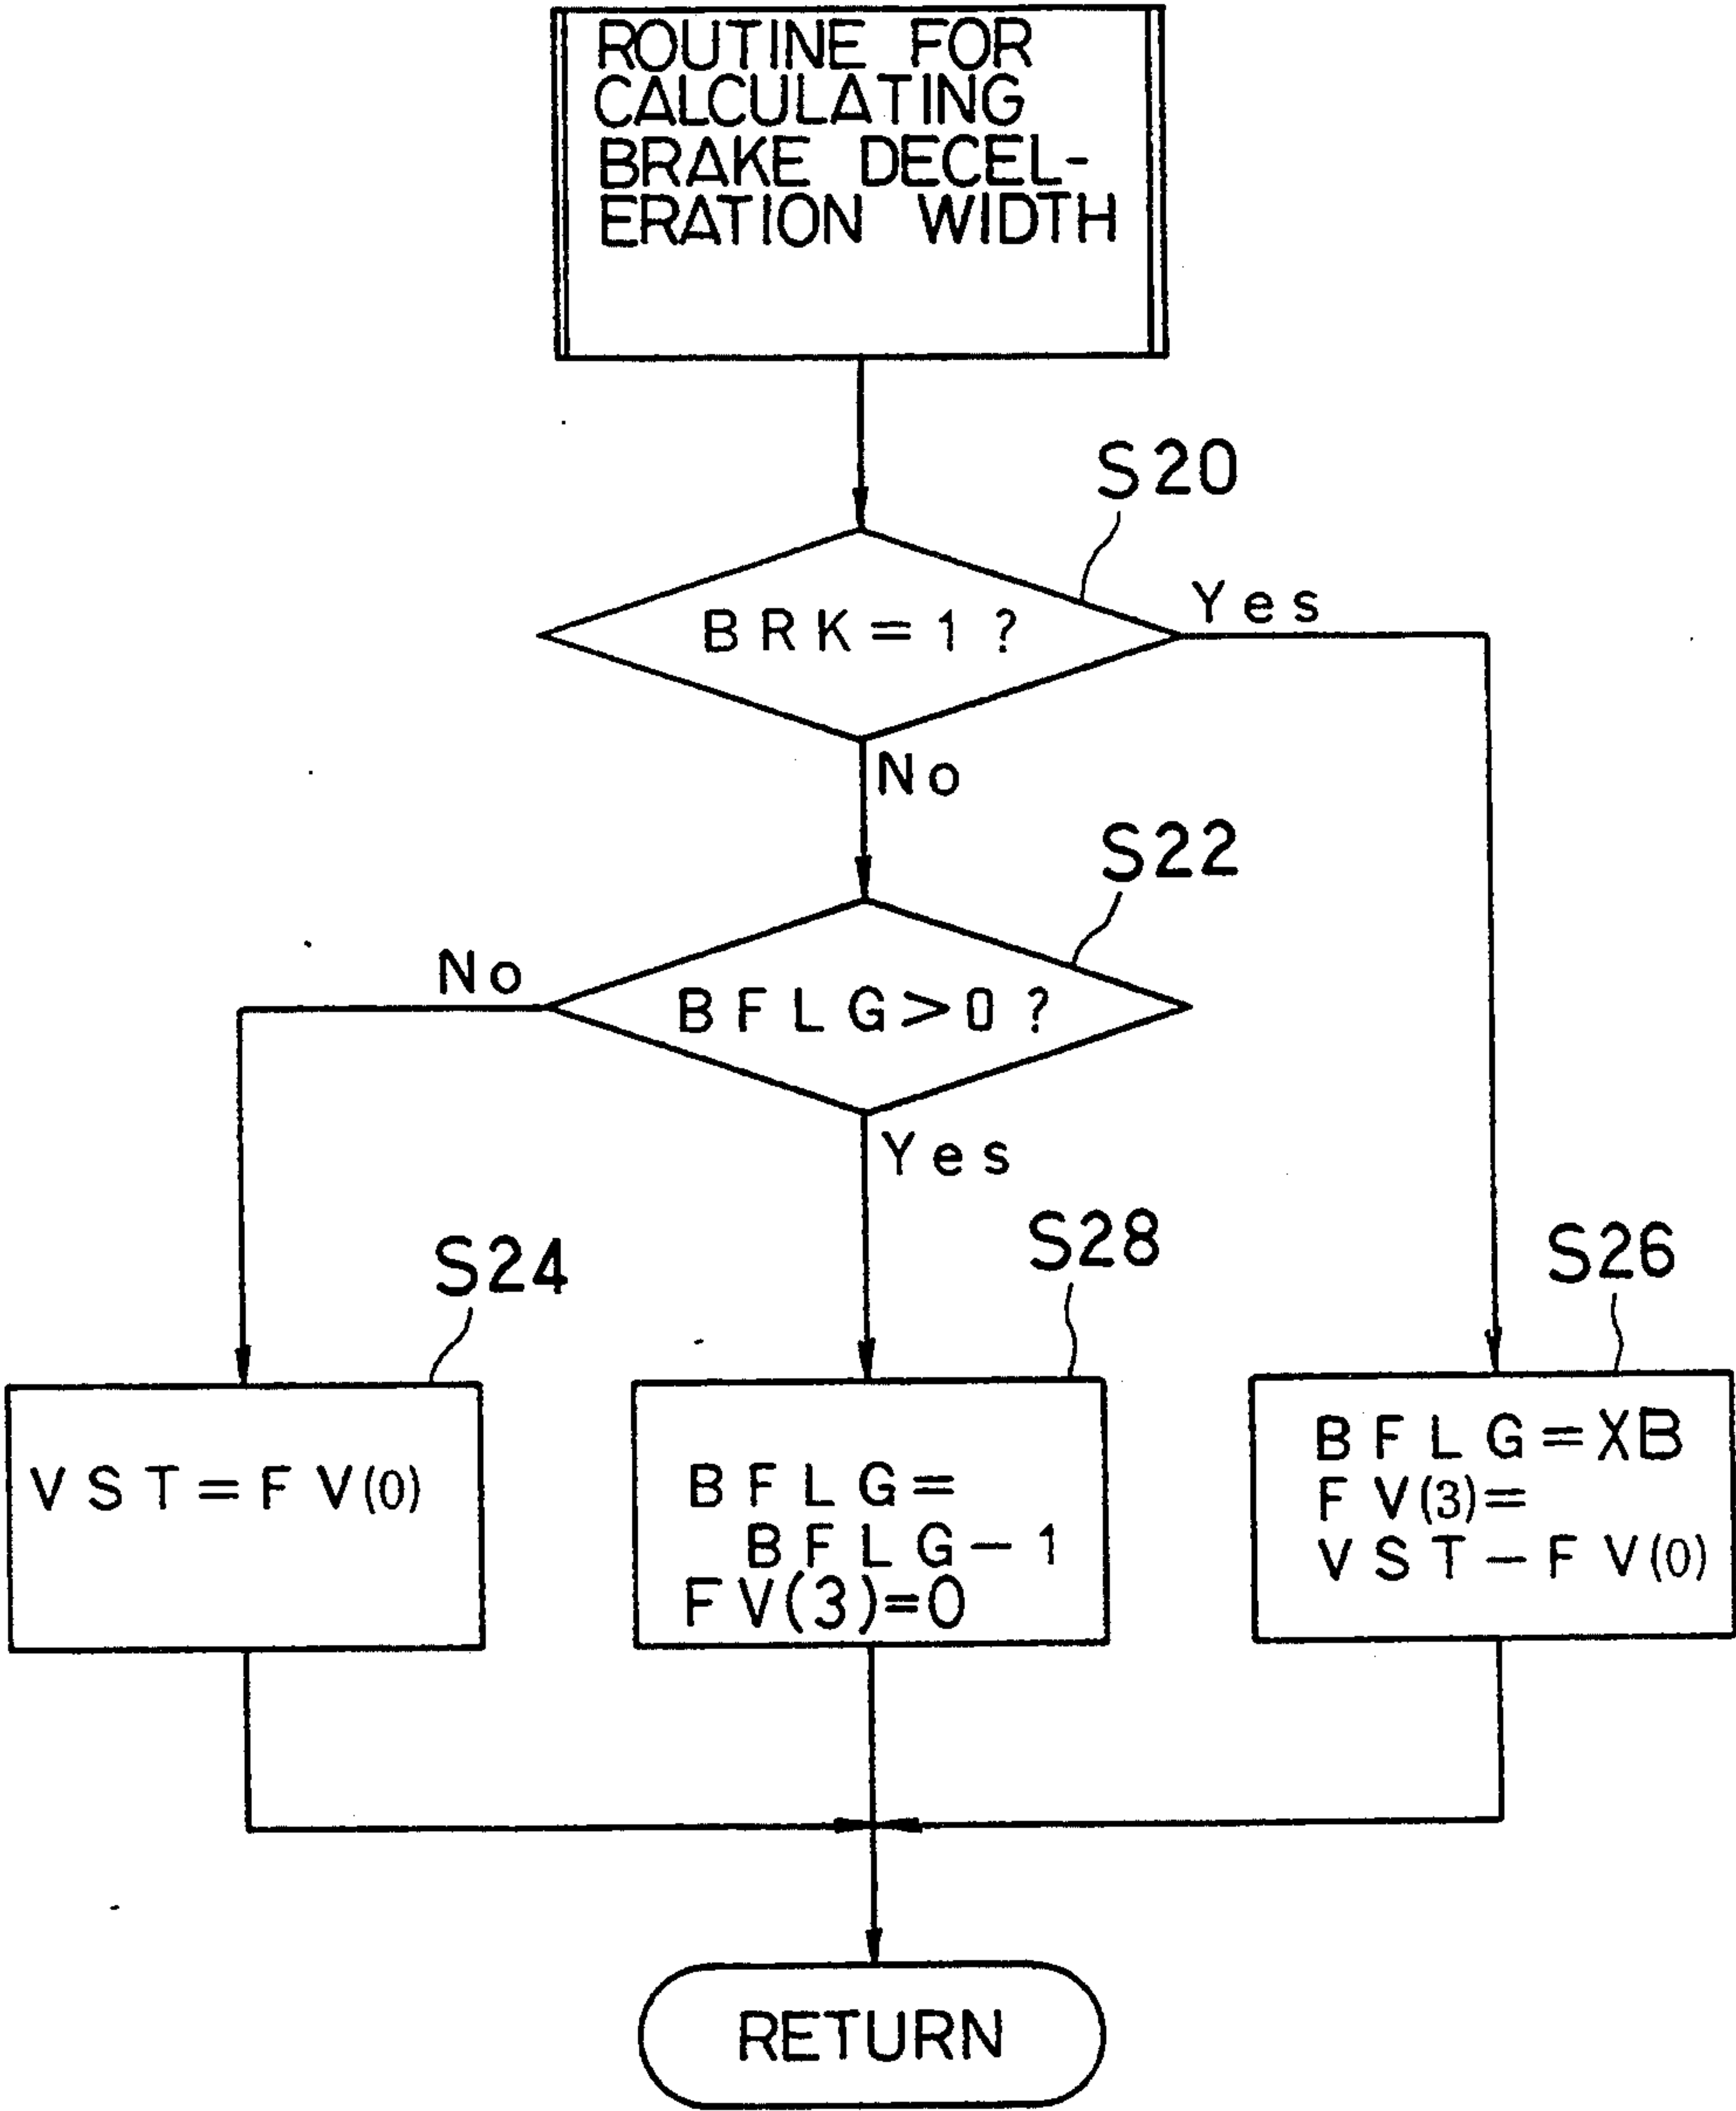 ROUTINE FOR
CALCULATING
BRAKE DECEL-
ERATION WIDTH
S20
BRK=1?
Yes
No
S22
BFLG>0?
No
Yes
S24
VST=FV(0)
S28
BFLG=
BFLG-1
FV(3)=0
S26
BFLG=XB
FV(3)=
VST-FV(0)
RETURN